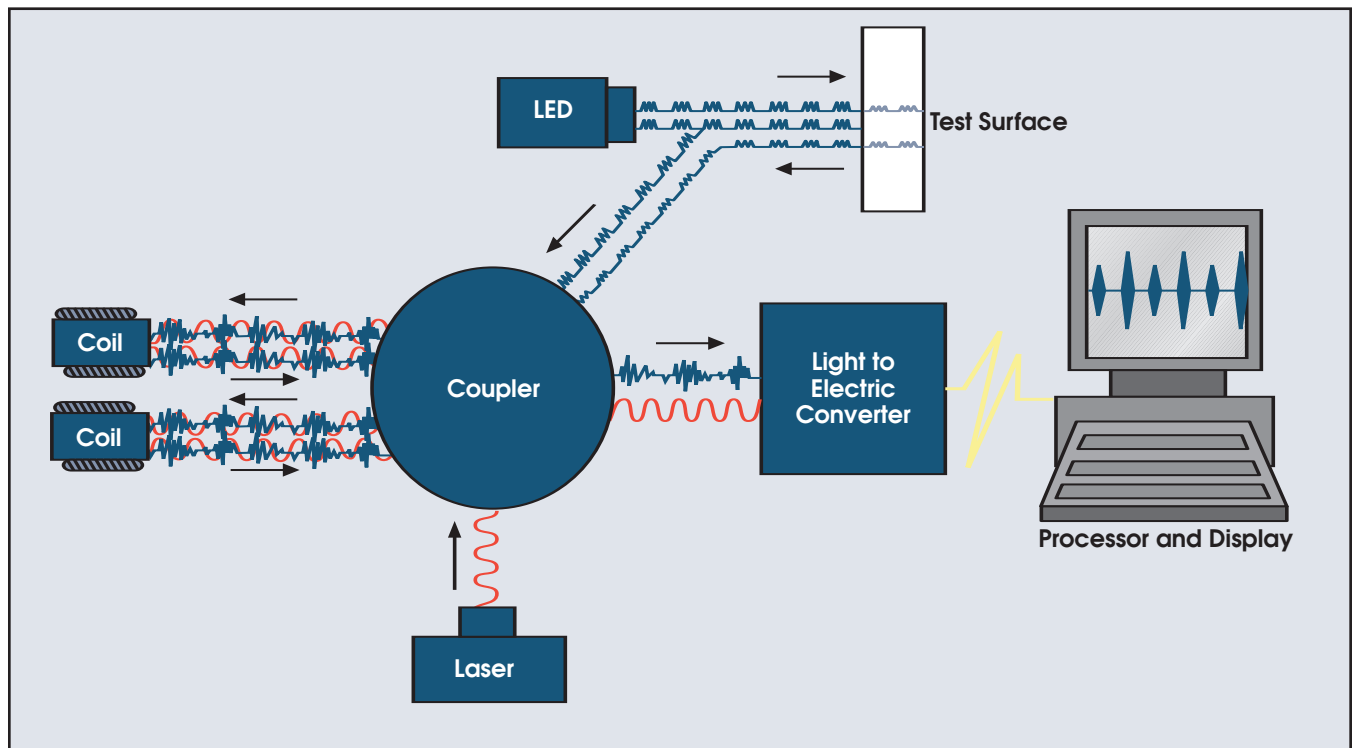 LED
Test Surface
Coil
Coil
Coupler
Light to
Electric
Converter
Processor and Display
Laser